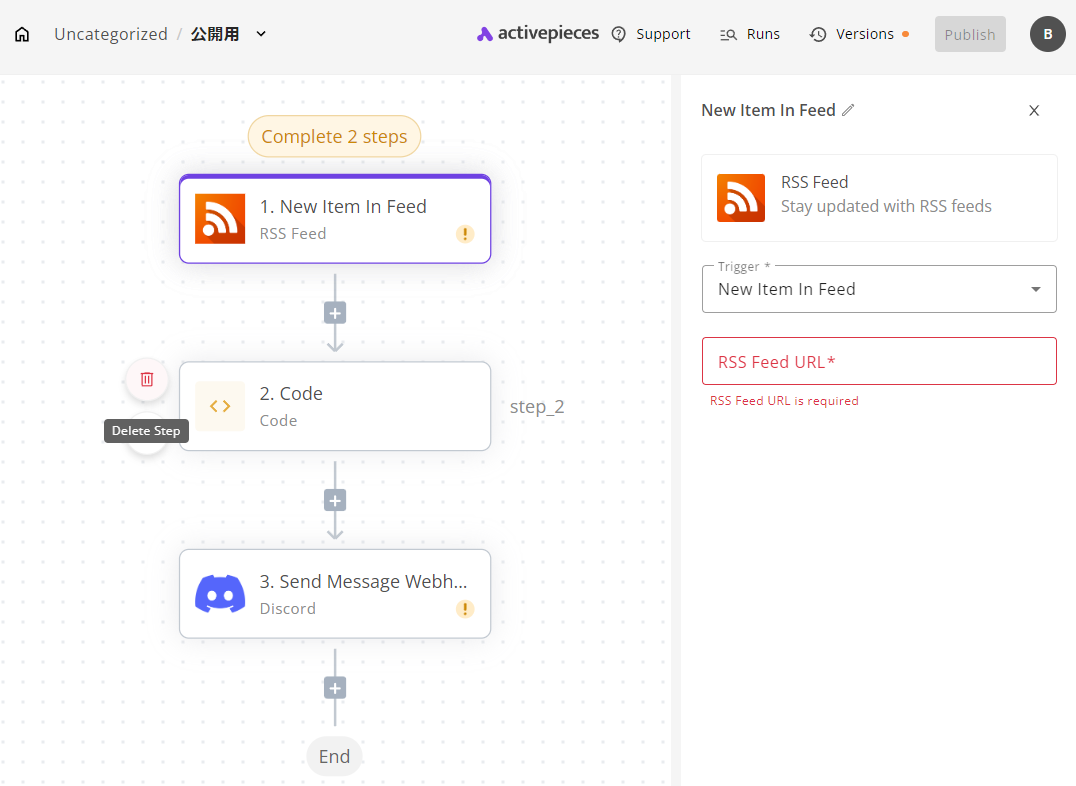 Uncategorized / 公開用
activepieces
Support
Runs
Versions
Publish
B
Complete 2 steps
1. New Item In Feed
RSS Feed
!
Delete Step
2. Code
Code
step_2
3. Send Message Webh...
Discord
!
End
New Item In Feed
RSS Feed
Stay updated with RSS feeds
Trigger *
New Item In Feed
RSS Feed URL*
RSS Feed URL is required